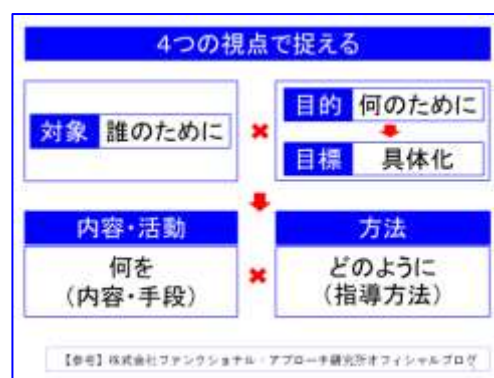 4つの視点で捉える
対象 誰のために
目的 何のために
目標 具体化
内容・活動
何を
(内容・手段)
方法
どのように
(指導方法)
【参考】株式会社ファンクショナル・アプローチ研究所オフィシャルブログ